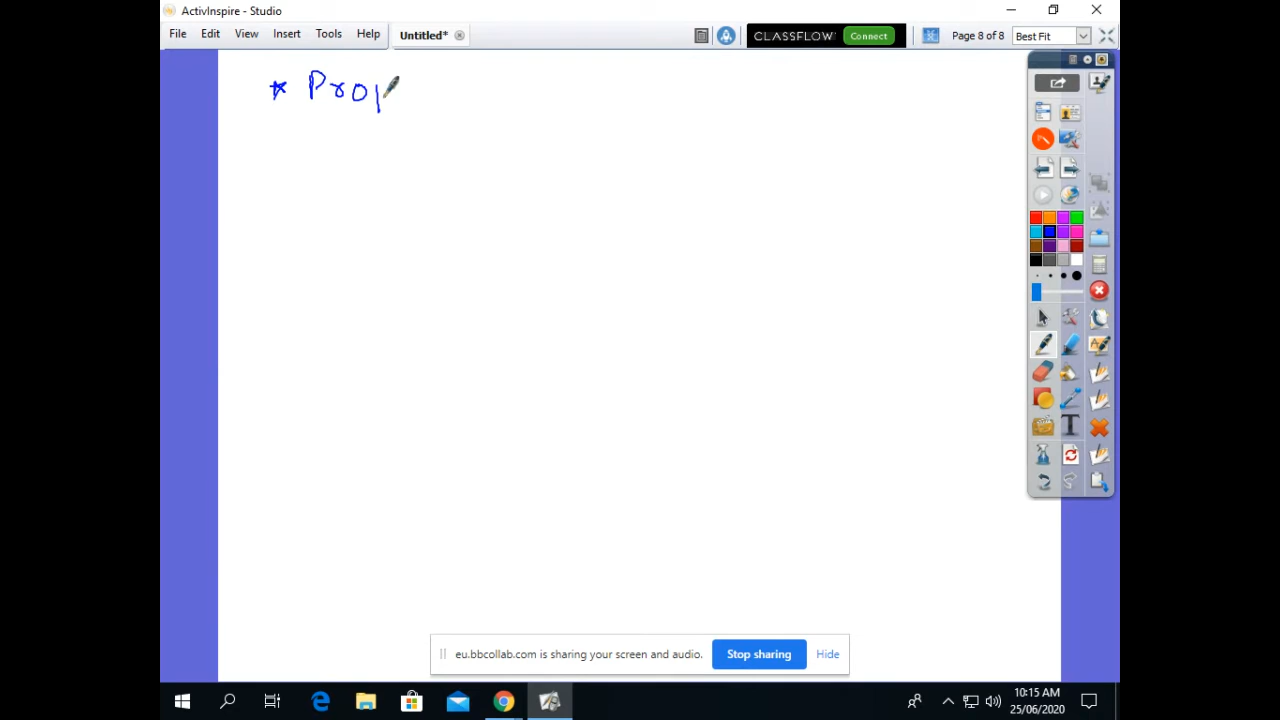 ActivInspire - Studio
File Edit View Insert Tools Help Untitled* CLASSFLOW Connect Page 8 of 8 Best Fit
* Prop
eu.bbcollab.com is sharing your screen and audio. Stop sharing Hide
10:15 AM
25/06/2020